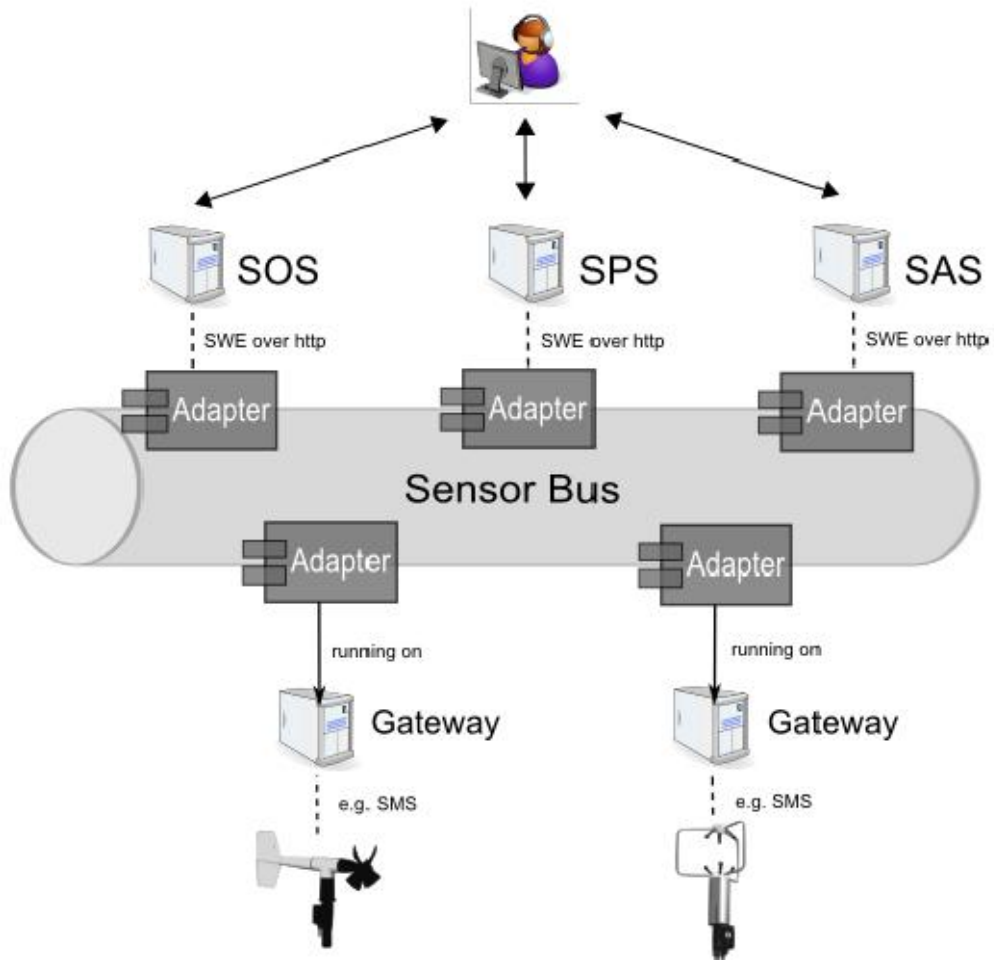 SOS
SPS
SAS
SWE over http
SWE over http
SWE over http
Adapter
Adapter
Adapter
Sensor Bus
Adapter
Adapter
running on
running on
Gateway
Gateway
e.g. SMS
e.g. SMS